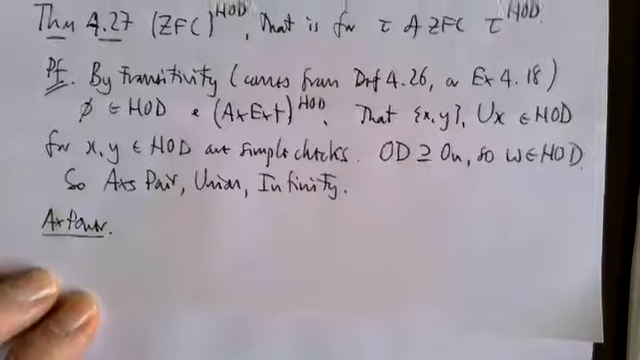 Thm 4.27 (ZFC)^HOD, that is for τ ∈ ZFC τ^HOD.
Pf. By transitivity (comes from Def 4.26, or Ex 4.18)
∅ ∈ HOD & (AxExt)^HOD. That {x,y}, ∪x ∈ HOD
for x,y ∈ HOD are simple checks. OD ⊇ On, so ω ∈ HOD.
So Axs Pair, Union, Infinity.
AxPower.